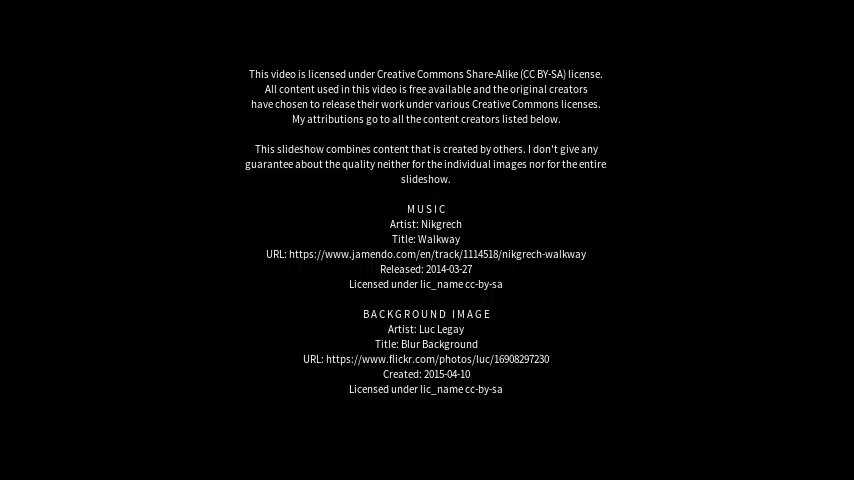 This video is licensed under Creative Commons Share-Alike (CC BY-SA) license.
All content used in this video is free available and the original creators
have chosen to release their work under various Creative Commons licenses.
My attributions go to all the content creators listed below.
This slideshow combines content that is created by others. I don't give any
guarantee about the quality neither for the individual images nor for the entire
slideshow.
MUSIC
Artist: Nikgrech
Title: Walkway
URL: https://www.jamendo.com/en/track/1114518/nikgrech-walkway
Released: 2014-03-27
Licensed under lic_name cc-by-sa
BACKGROUND IMAGE
Artist: Luc Legay
Title: Blur Background
URL: https://www.flickr.com/photos/luc/16908297230
Created: 2015-04-10
Licensed under lic_name cc-by-sa